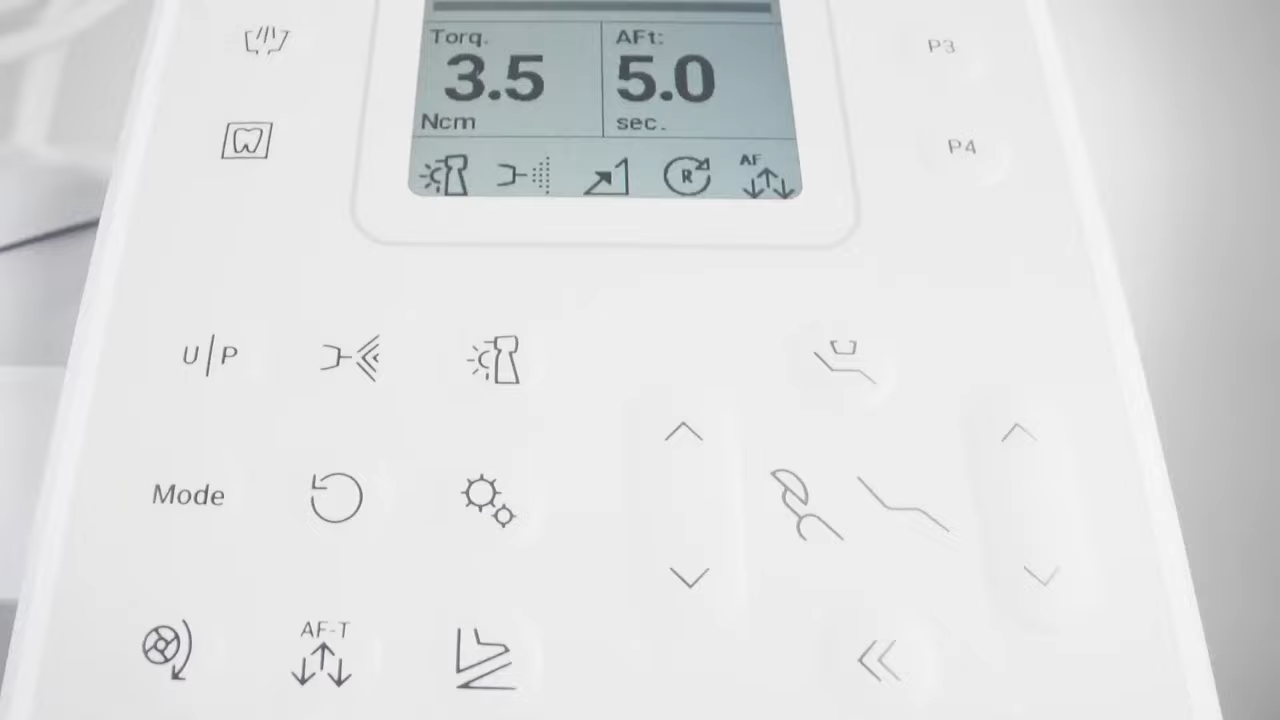 Torq.
3.5
Ncm
AFt:
5.0
sec.
R
AF
P3
P4
U|P
Mode
AF-T